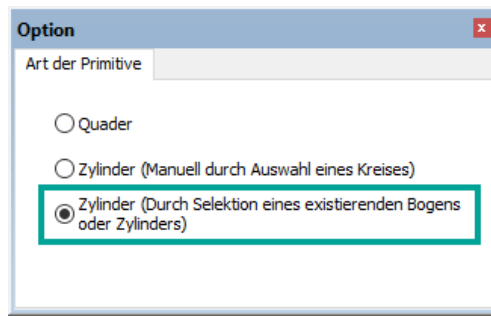 Option
Art der Primitive
Quader
Zylinder (Manuell durch Auswahl eines Kreises)
Zylinder (Durch Selektion eines existierenden Bogens
oder Zylinders)